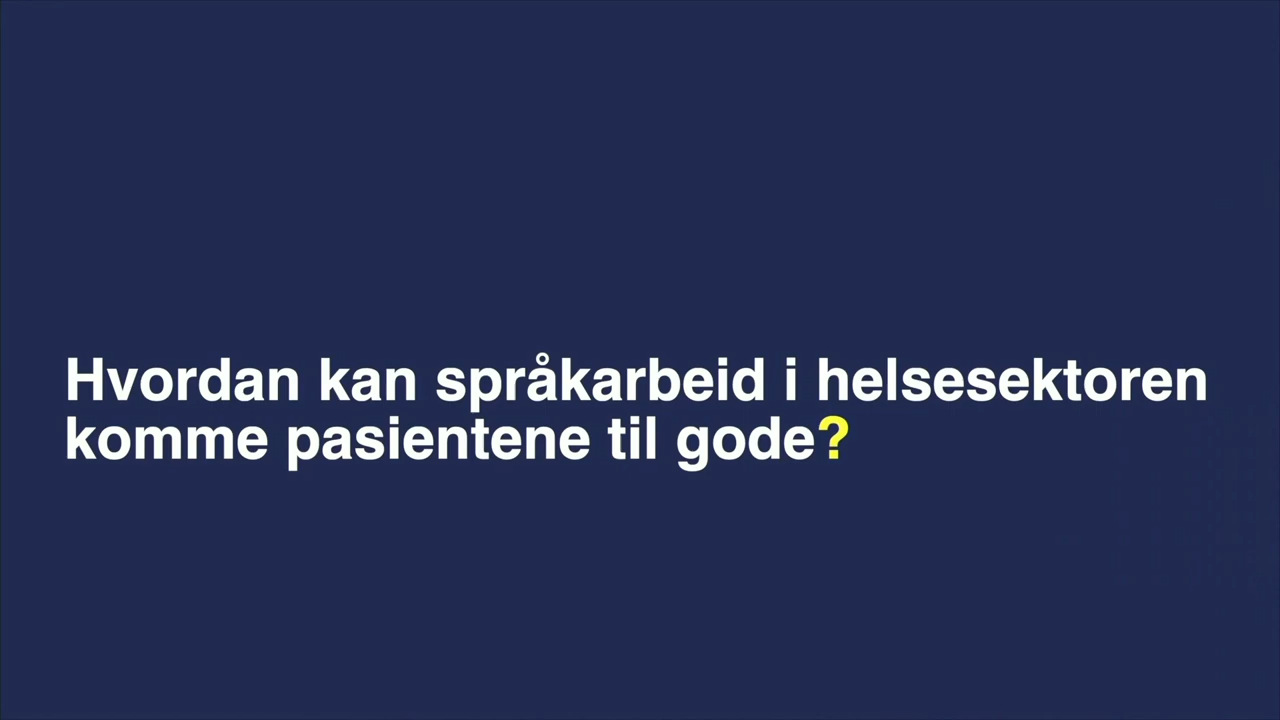 Hvordan kan språkarbeid i helsesektoren
komme pasientene til gode?